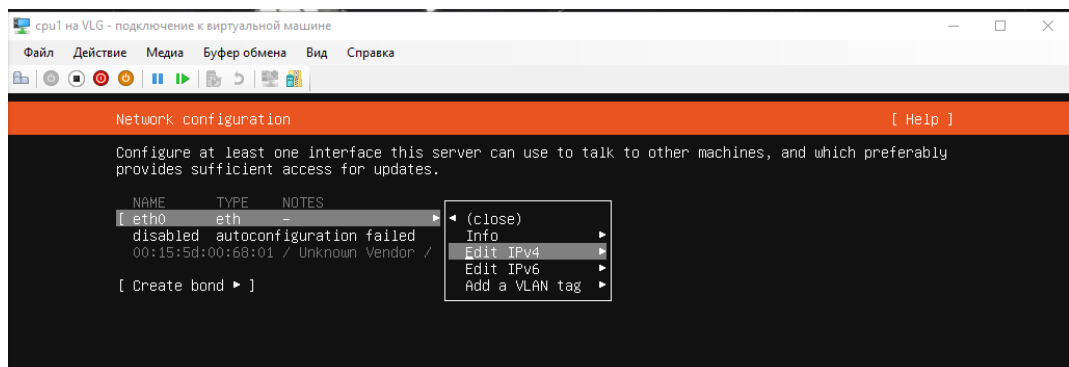 cpu1 на VLG - подключение к виртуальной машине
Файл Действие Медиа Буфер обмена Вид Справка
Network configuration [ Help ]
Configure at least one interface this server can use to talk to other machines, and which preferably
provides sufficient access for updates.
NAME TYPE NOTES
[ eth0 eth – ▸
disabled autoconfiguration failed
00:15:5d:00:68:01 / Unknown Vendor /
◂ (close)
Info ▸
Edit IPv4 ▸
Edit IPv6 ▸
Add a VLAN tag ▸
[ Create bond ▸ ]